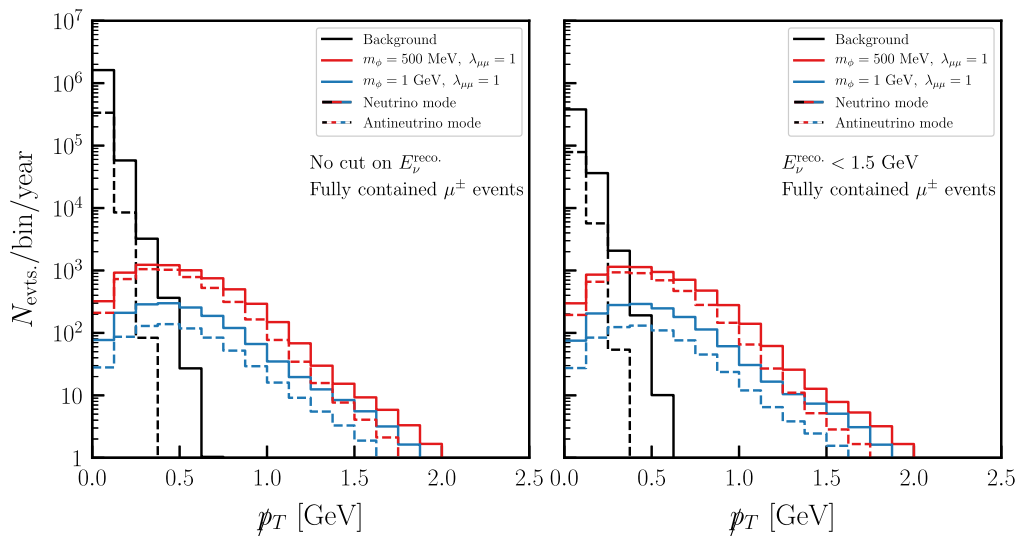 N_evts./bin/year
10^7
10^6
10^5
10^4
10^3
10^2
10
1
Background
m_ϕ = 500 MeV, λ_μμ = 1
m_ϕ = 1 GeV, λ_μμ = 1
Neutrino mode
Antineutrino mode
No cut on E_ν^reco.
Fully contained μ^± events
0.0 0.5 1.0 1.5 2.0 2.5
p̸_T [GeV]
Background
m_ϕ = 500 MeV, λ_μμ = 1
m_ϕ = 1 GeV, λ_μμ = 1
Neutrino mode
Antineutrino mode
E_ν^reco. < 1.5 GeV
Fully contained μ^± events
0.0 0.5 1.0 1.5 2.0 2.5
p̸_T [GeV]